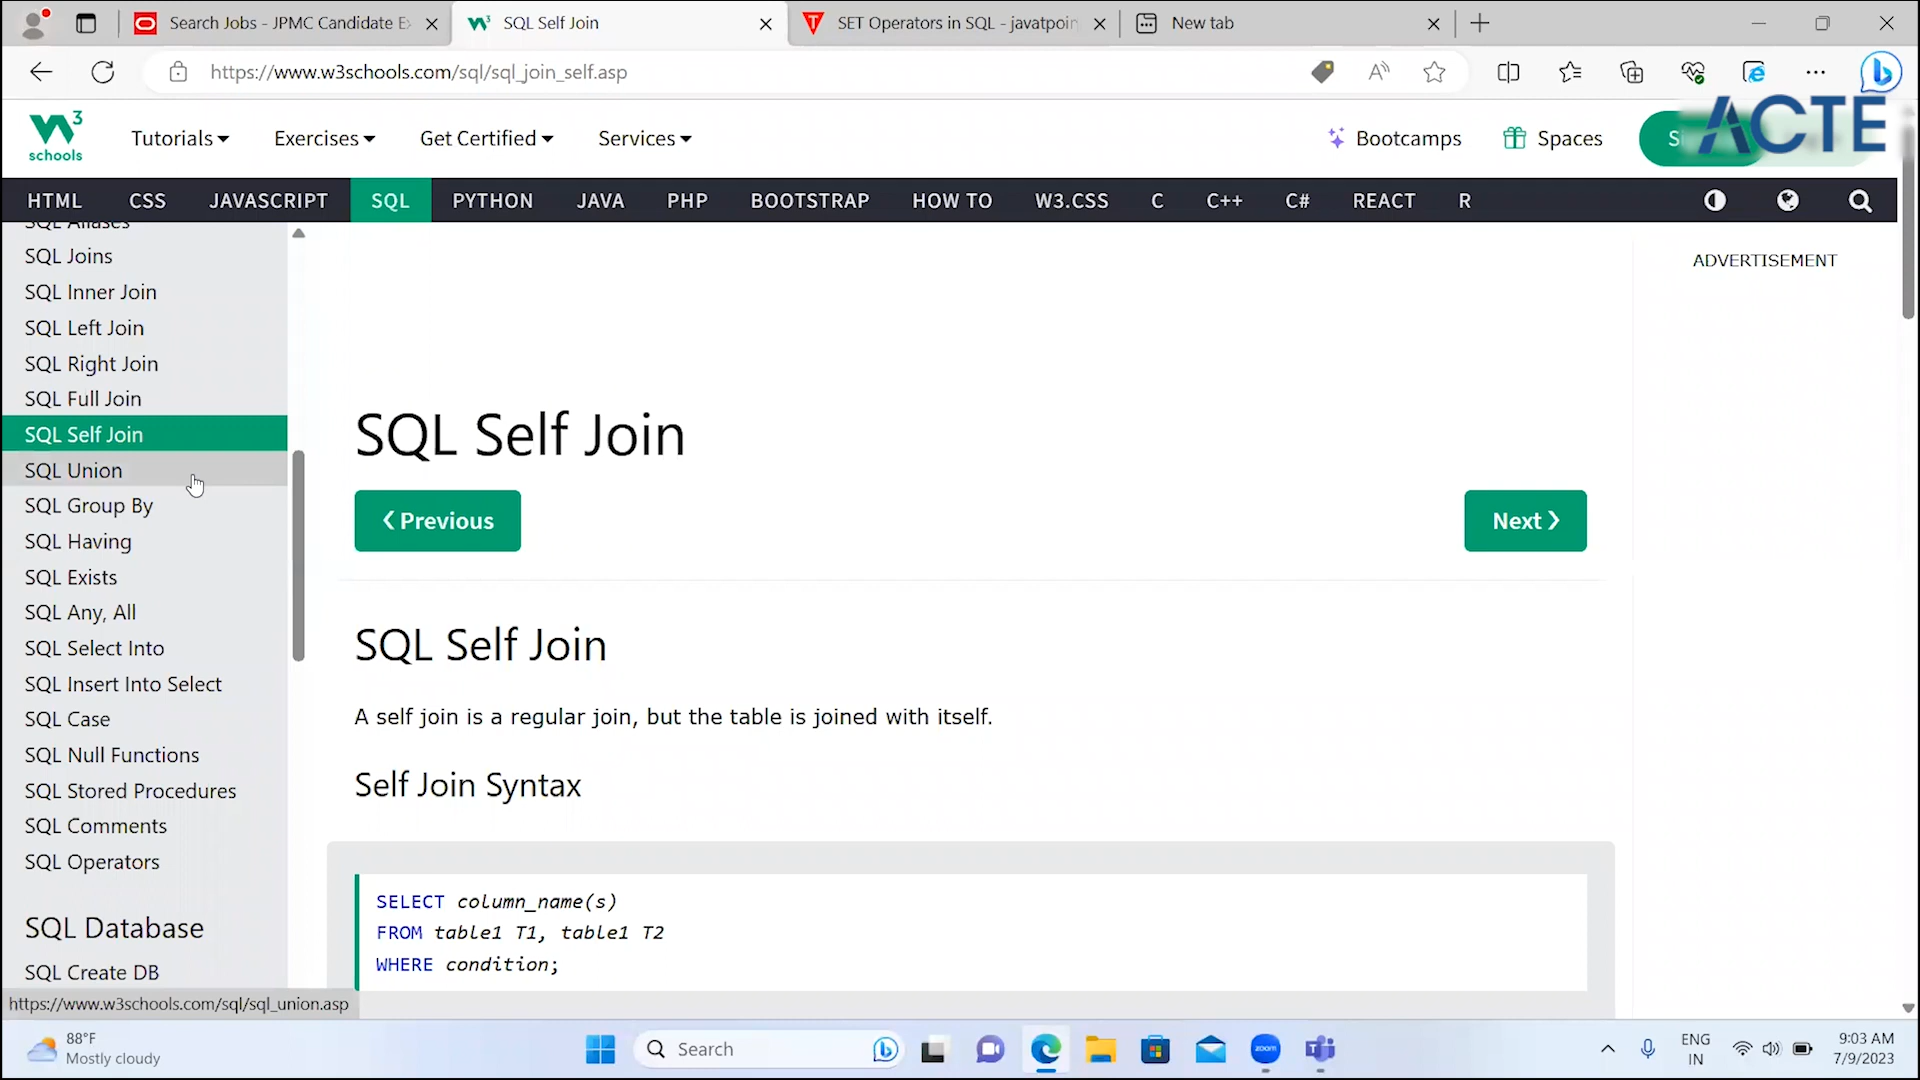 Search Jobs - JPMC Candidate E
SQL Self Join
SET Operators in SQL - javatpoin
New tab
https://www.w3schools.com/sql/sql_join_self.asp
W3 schools
Tutorials
Exercises
Get Certified
Services
Bootcamps
Spaces
ACTE
HTML
CSS
JAVASCRIPT
SQL
PYTHON
JAVA
PHP
BOOTSTRAP
HOW TO
W3.CSS
C
C++
C#
REACT
R
SQL Aliases
SQL Joins
SQL Inner Join
SQL Left Join
SQL Right Join
SQL Full Join
SQL Self Join
SQL Union
SQL Group By
SQL Having
SQL Exists
SQL Any, All
SQL Select Into
SQL Insert Into Select
SQL Case
SQL Null Functions
SQL Stored Procedures
SQL Comments
SQL Operators
SQL Database
SQL Create DB
https://www.w3schools.com/sql/sql_union.asp
ADVERTISEMENT
SQL Self Join
❮ Previous
Next ❯
SQL Self Join
A self join is a regular join, but the table is joined with itself.
Self Join Syntax
SELECT column_name(s)
FROM table1 T1, table1 T2
WHERE condition;
88°F
Mostly cloudy
Search
zoom
ENG
IN
9:03 AM
7/9/2023